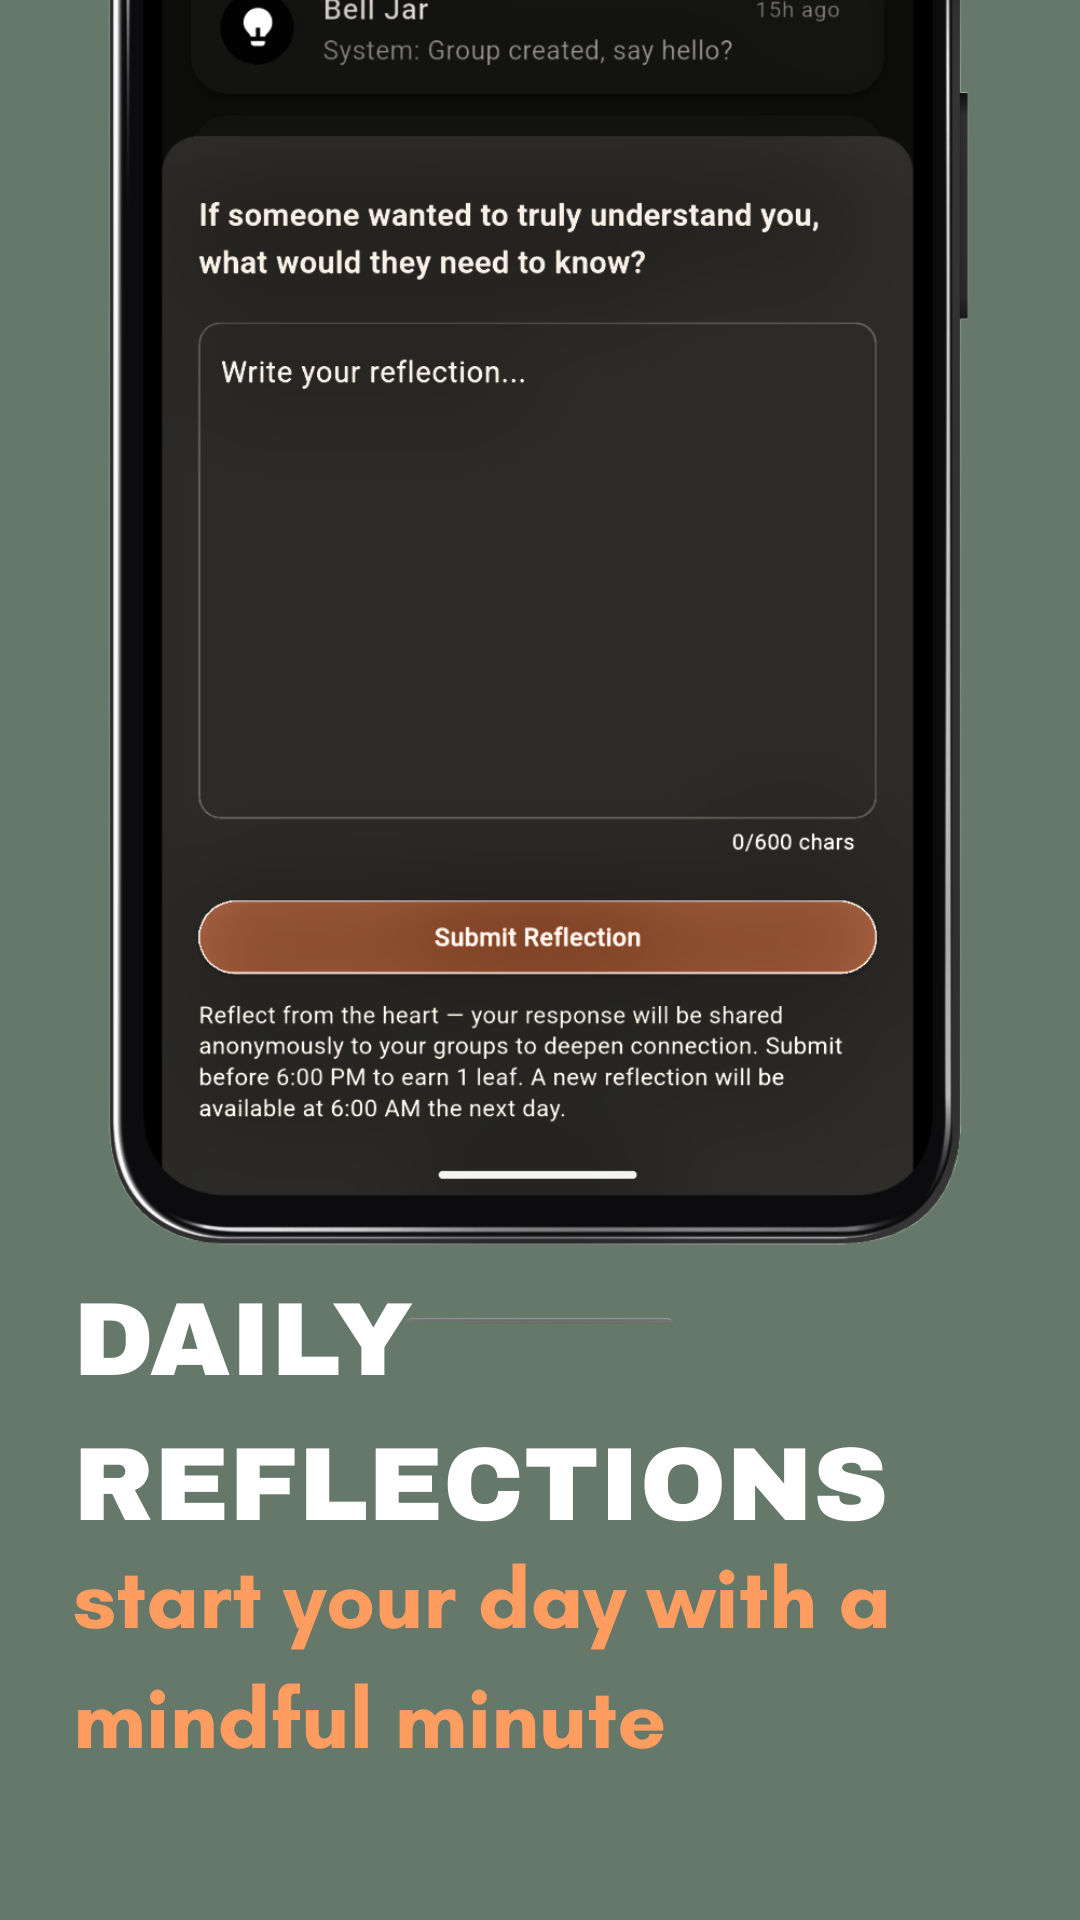 Bell Jar
15h ago
System: Group created, say hello?
If someone wanted to truly understand you,
what would they need to know?
Write your reflection...
0/600 chars
Submit Reflection
Reflect from the heart — your response will be shared
anonymously to your groups to deepen connection. Submit
before 6:00 PM to earn 1 leaf. A new reflection will be
available at 6:00 AM the next day.
DAILY
REFLECTIONS
start your day with a
mindful minute